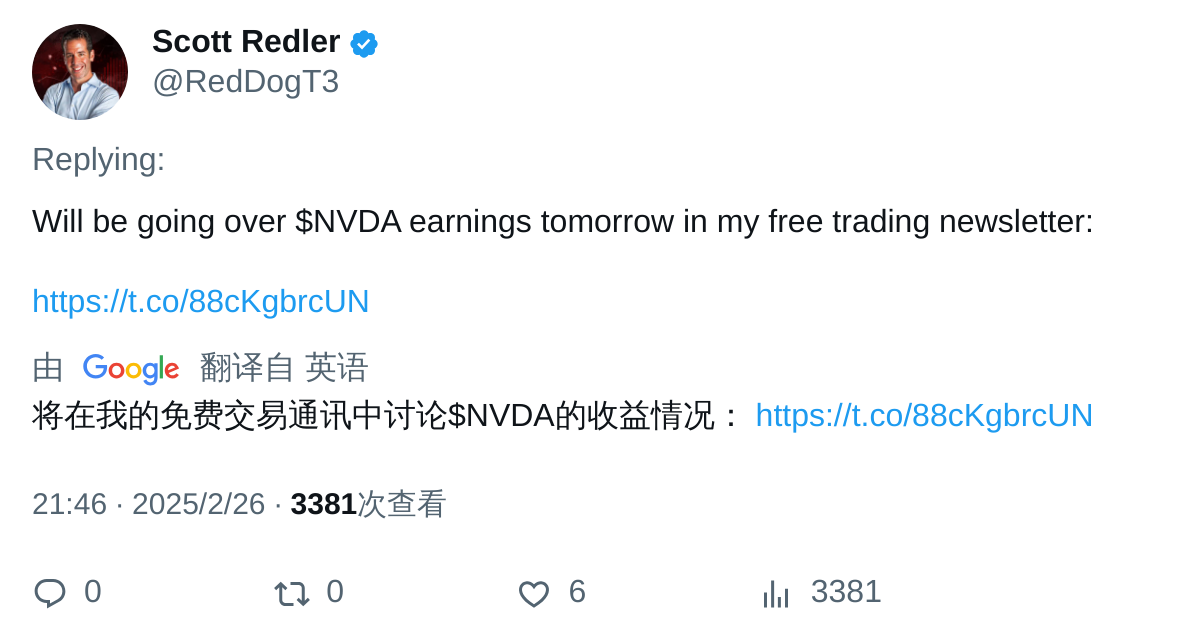 Scott Redler
@RedDogT3
Replying:
Will be going over $NVDA earnings tomorrow in my free trading newsletter:
https://t.co/88cKgbrcUN
由 Google 翻译自 英语
将在我的免费交易通讯中讨论$NVDA的收益情况： https://t.co/88cKgbrcUN
21:46 · 2025/2/26 · 3381次查看
0 0 6 3381